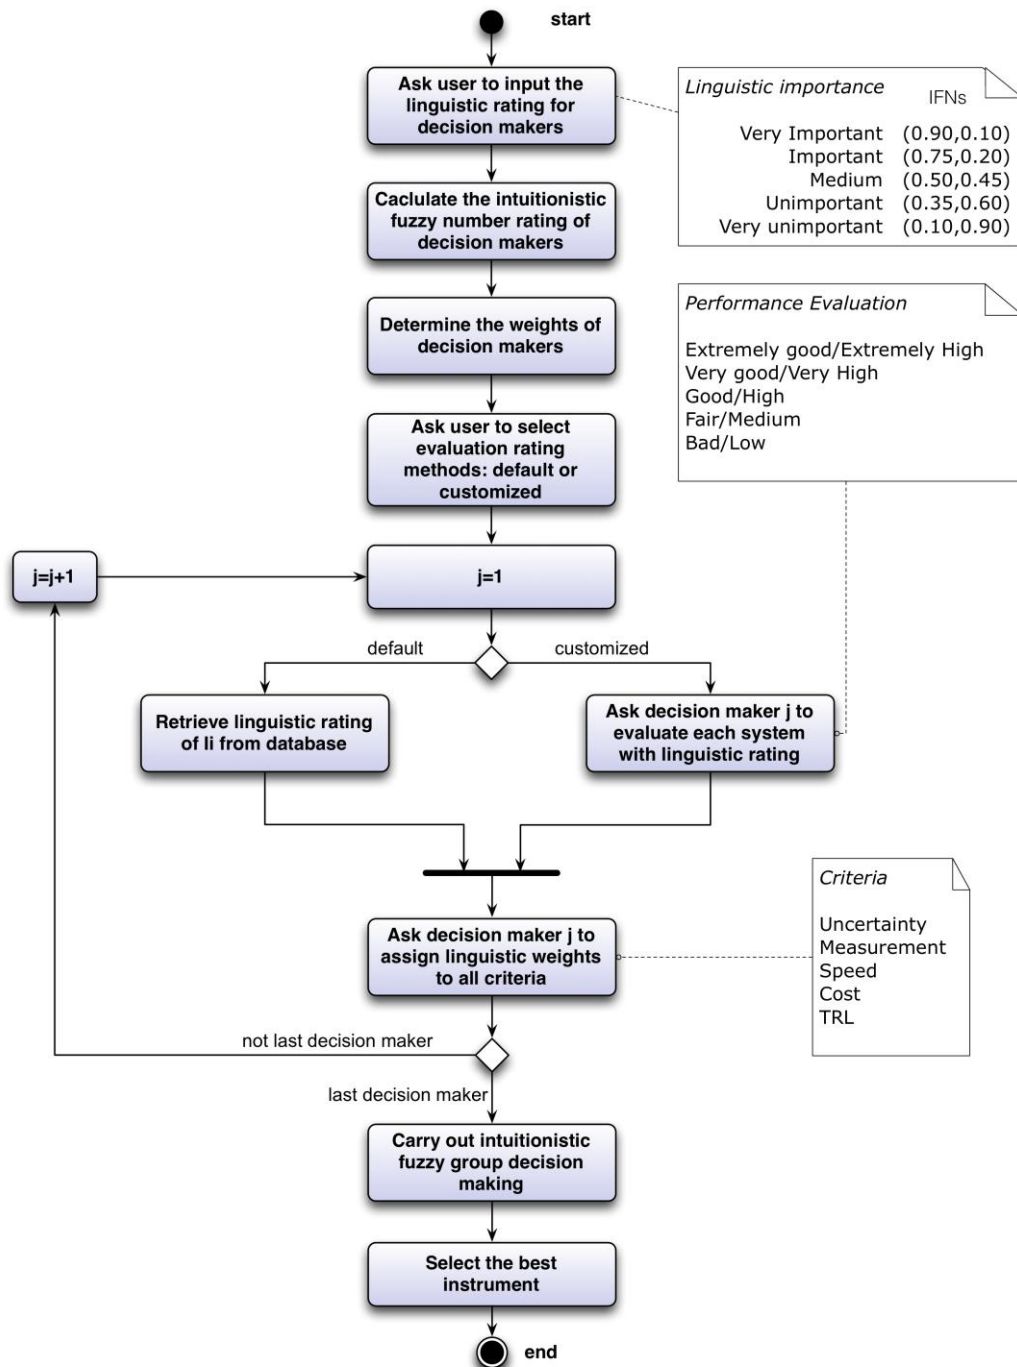 start
Ask user to input the
linguistic rating for
decision makers
Linguistic importance
IFNs
Very Important (0.90,0.10)
Important (0.75,0.20)
Medium (0.50,0.45)
Unimportant (0.35,0.60)
Very unimportant (0.10,0.90)
Caclulate the intuitionistic
fuzzy number rating of
decision makers
Determine the weights of
decision makers
Performance Evaluation
Extremely good/Extremely High
Very good/Very High
Good/High
Fair/Medium
Bad/Low
Ask user to select
evaluation rating
methods: default or
customized
j=j+1
j=1
default
customized
Retrieve linguistic rating
of Ii from database
Ask decision maker j to
evaluate each system
with linguistic rating
Criteria
Uncertainty
Measurement
Speed
Cost
TRL
Ask decision maker j to
assign linguistic weights
to all criteria
not last decision maker
last decision maker
Carry out intuitionistic
fuzzy group decision
making
Select the best
instrument
end